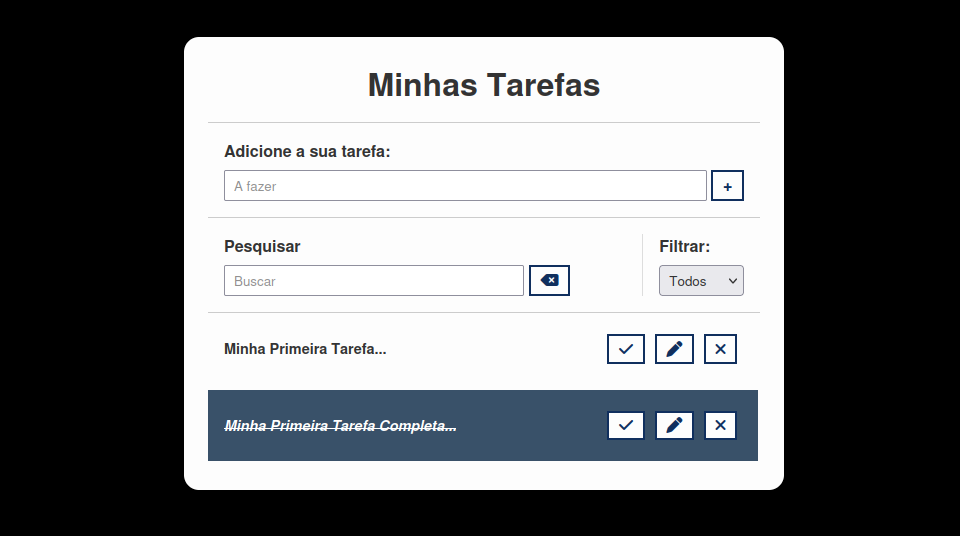 Minhas Tarefas
Adicione a sua tarefa:
A fazer
+
Pesquisar
Filtrar:
Buscar
Todos
Minha Primeira Tarefa...
Minha Primeira Tarefa Completa...